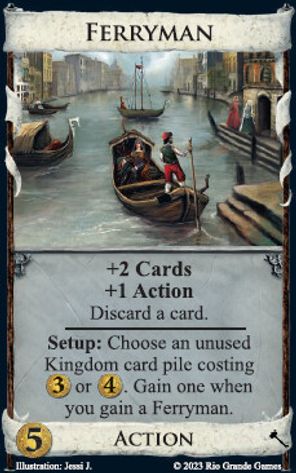 FERRYMAN
+2 Cards
+1 Action
Discard a card.
Setup: Choose an unused
Kingdom card pile costing
3 or 4. Gain one when
you gain a Ferryman.
5 ACTION
Illustration: Jessi J. © 2023 Rio Grande Games